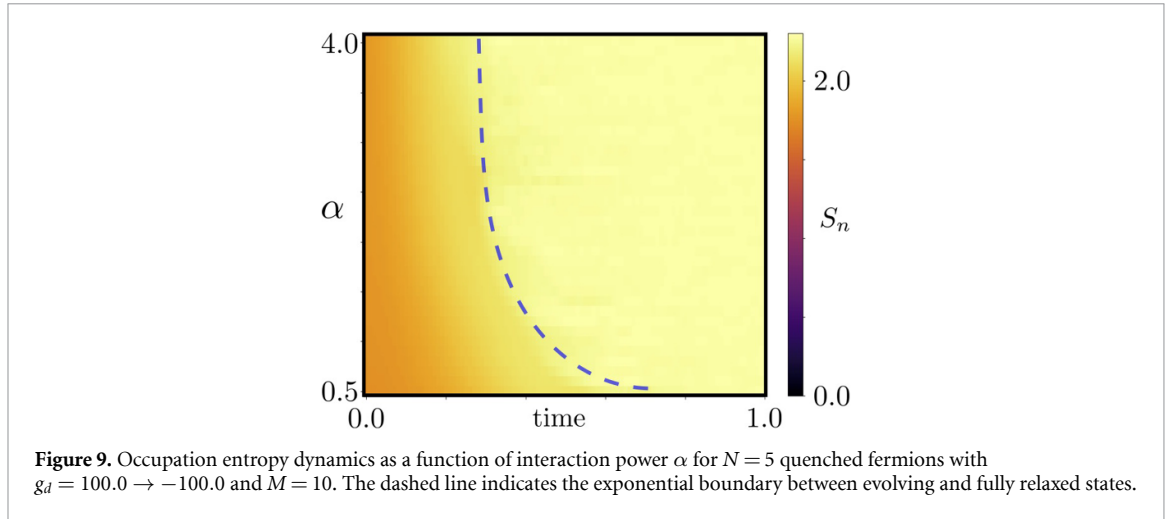 4.0
α
0.5
0.0
time
1.0
2.0
Sn
0.0
Figure 9. Occupation entropy dynamics as a function of interaction power α for N = 5 quenched fermions with
gd = 100.0 → −100.0 and M = 10. The dashed line indicates the exponential boundary between evolving and fully relaxed states.